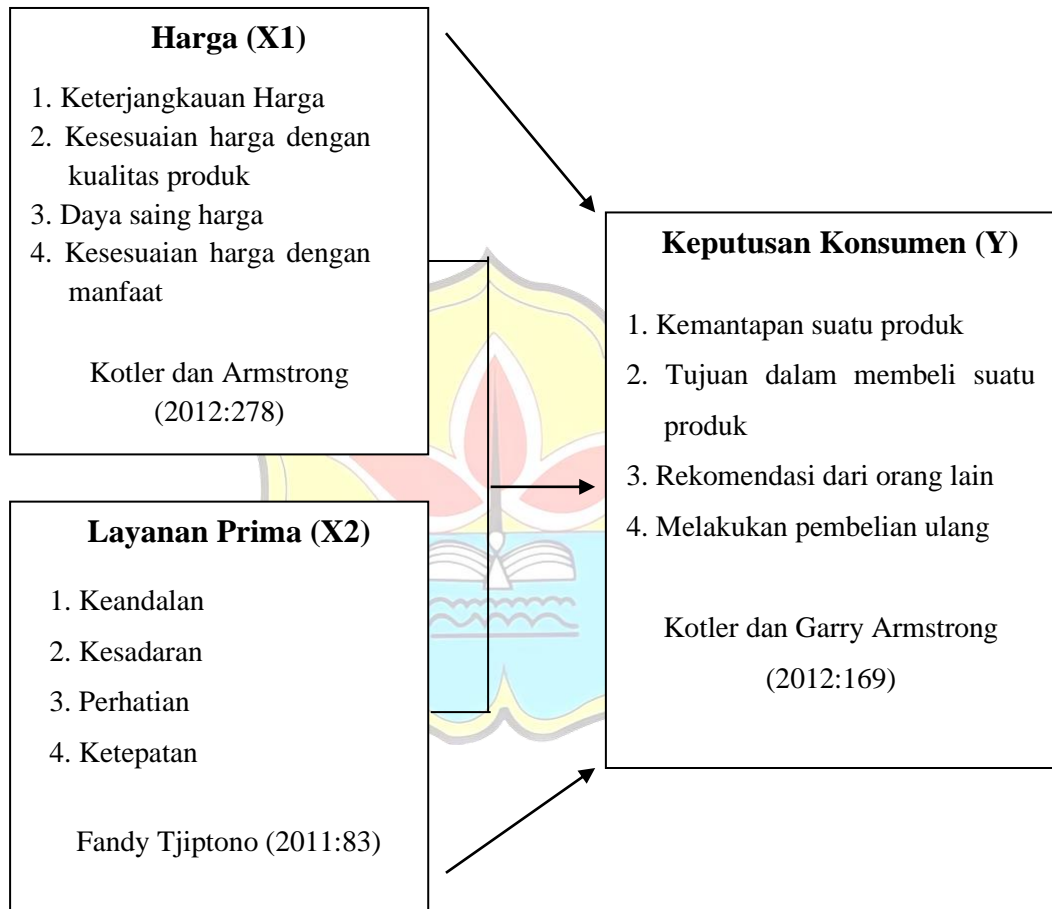 Harga (X1)
1. Keterjangkauan Harga
2. Kesesuaian harga dengan
kualitas produk
3. Daya saing harga
4. Kesesuaian harga dengan
manfaat
Kotler dan Armstrong
(2012:278)
Layanan Prima (X2)
1. Keandalan
2. Kesadaran
3. Perhatian
4. Ketepatan
Fandy Tjiptono (2011:83)
Keputusan Konsumen (Y)
1. Kemantapan suatu produk
2. Tujuan dalam membeli suatu
produk
3. Rekomendasi dari orang lain
4. Melakukan pembelian ulang
Kotler dan Garry Armstrong
(2012:169)